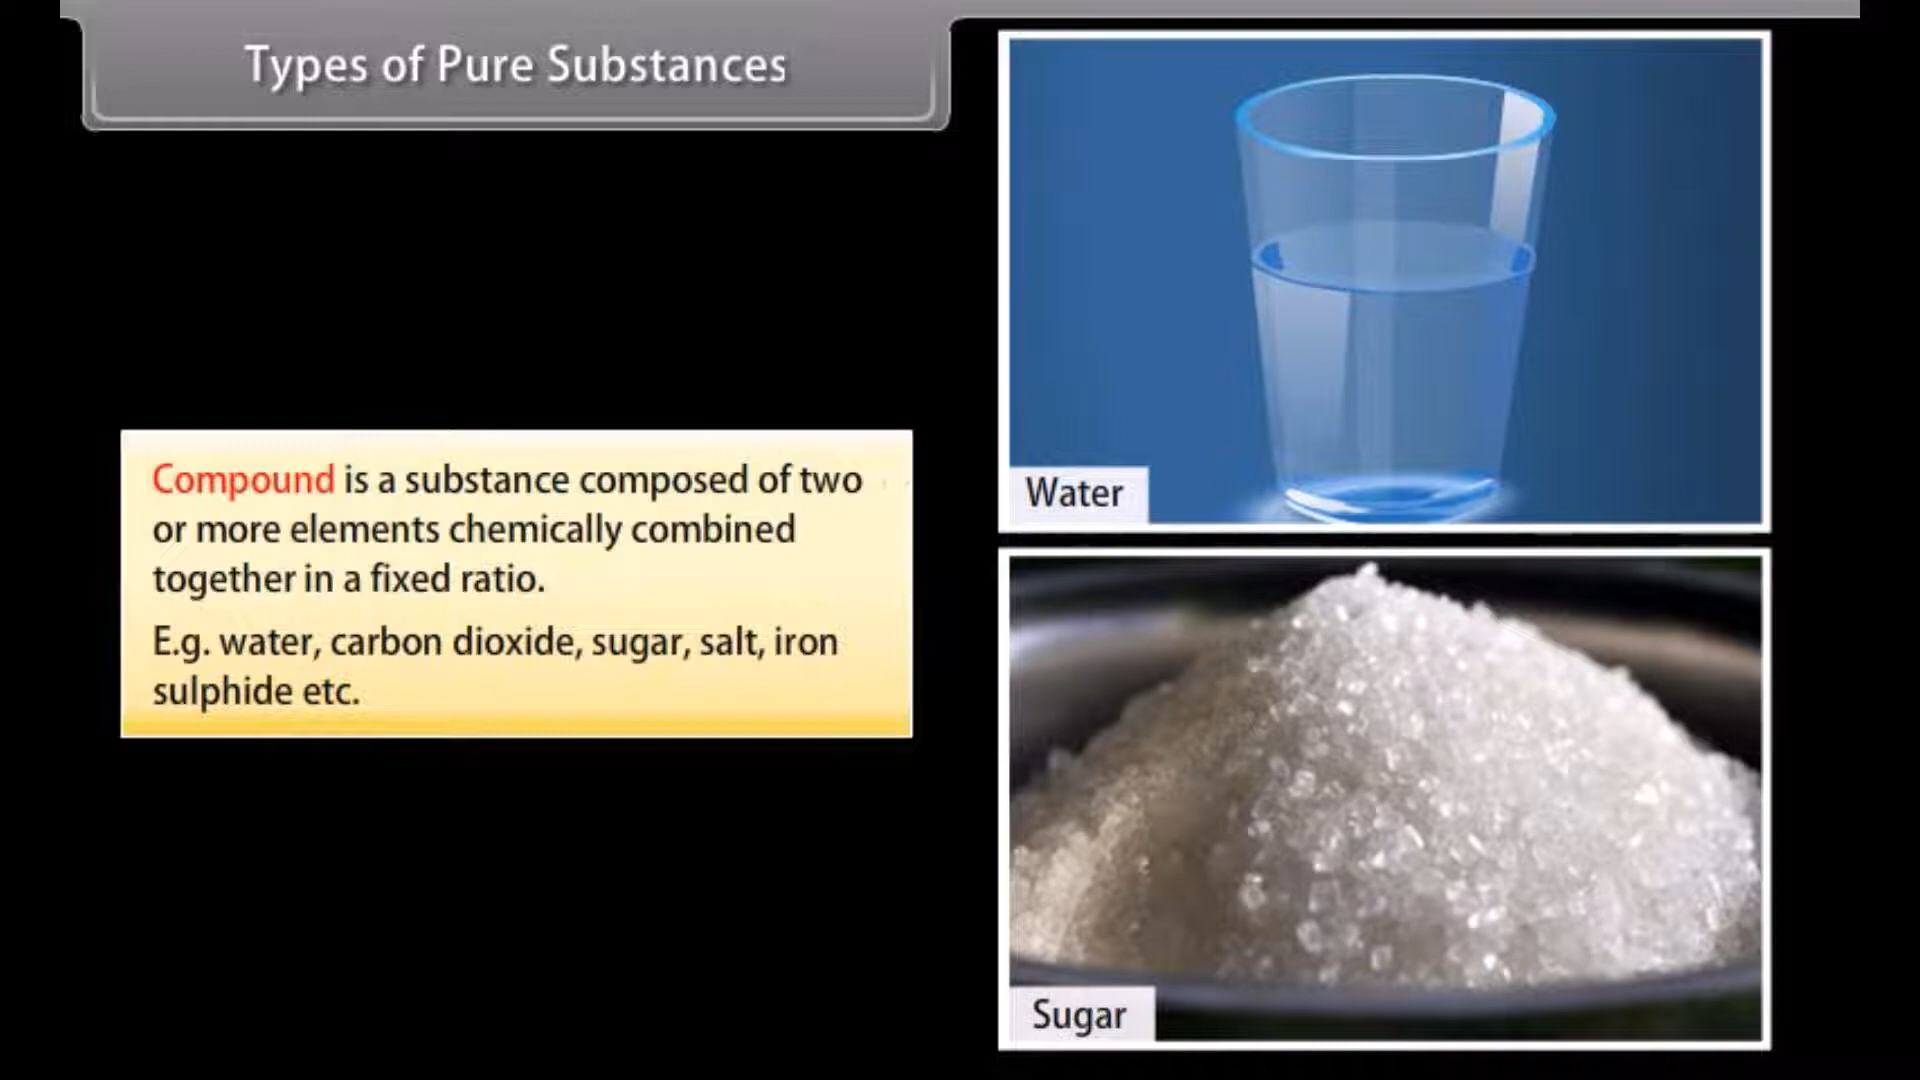 Types of Pure Substances
Compound is a substance composed of two
or more elements chemically combined
together in a fixed ratio.
E.g. water, carbon dioxide, sugar, salt, iron
sulphide etc.
Water
Sugar